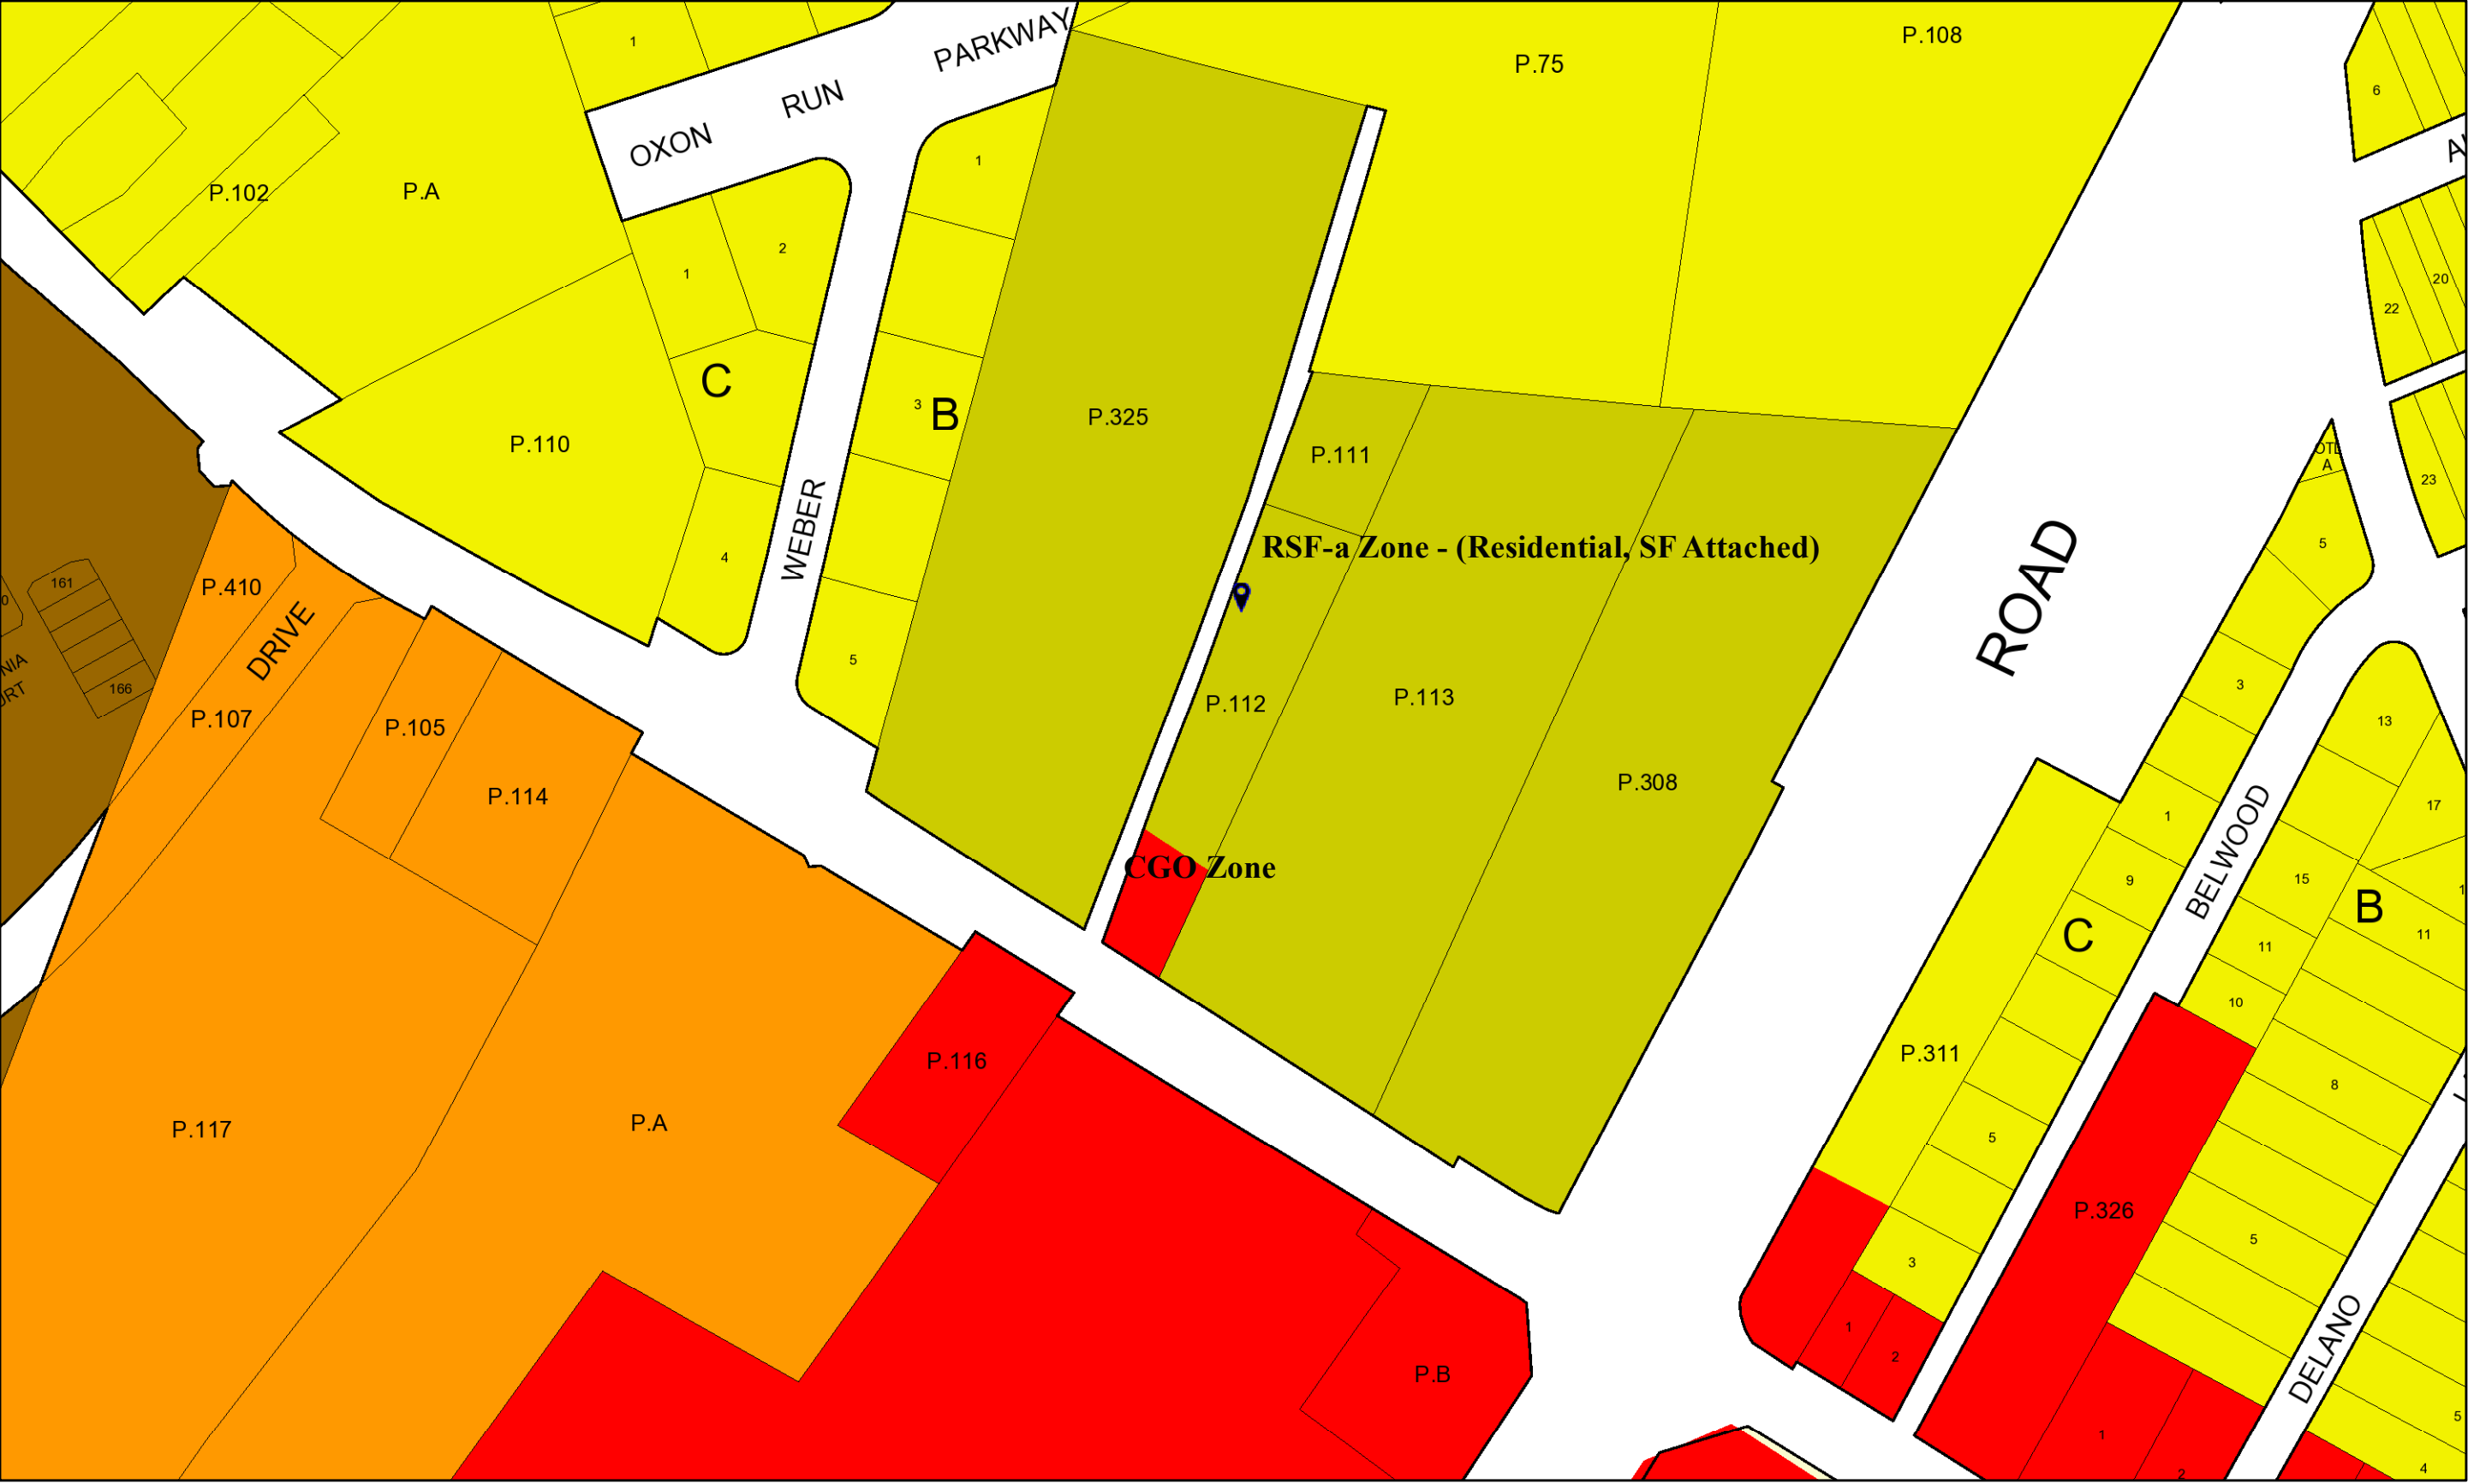 1
OXON RUN PARKWAY
P.75
P.108
6
P.102
P.A
1
1
2
20
22
C
3
B
P.325
P.110
P.111
23
A
5
WEBER
4
RSF-a Zone - (Residential, SF Attached)
ROAD
161
P.410
DRIVE
166
5
3
P.107
P.105
P.112
P.113
13
P.114
P.308
17
1
CGO Zone
9
BELWOOD
15
B
C
11
11
10
P.116
P.311
8
P.117
P.A
5
P.326
5
3
1
2
P.B
DELANO
1
5
2
4